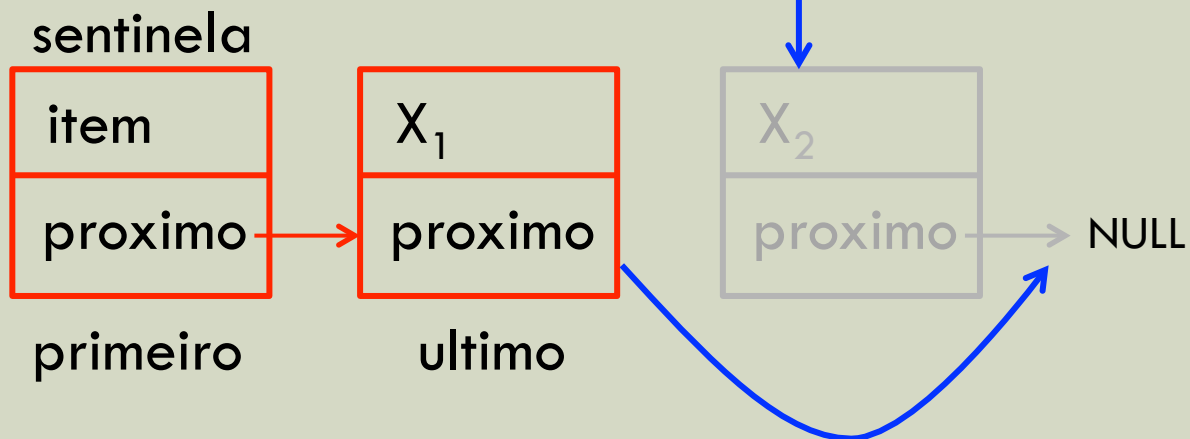 sentinela
item X₁ X₂
proximo proximo proximo NULL
primeiro ultimo